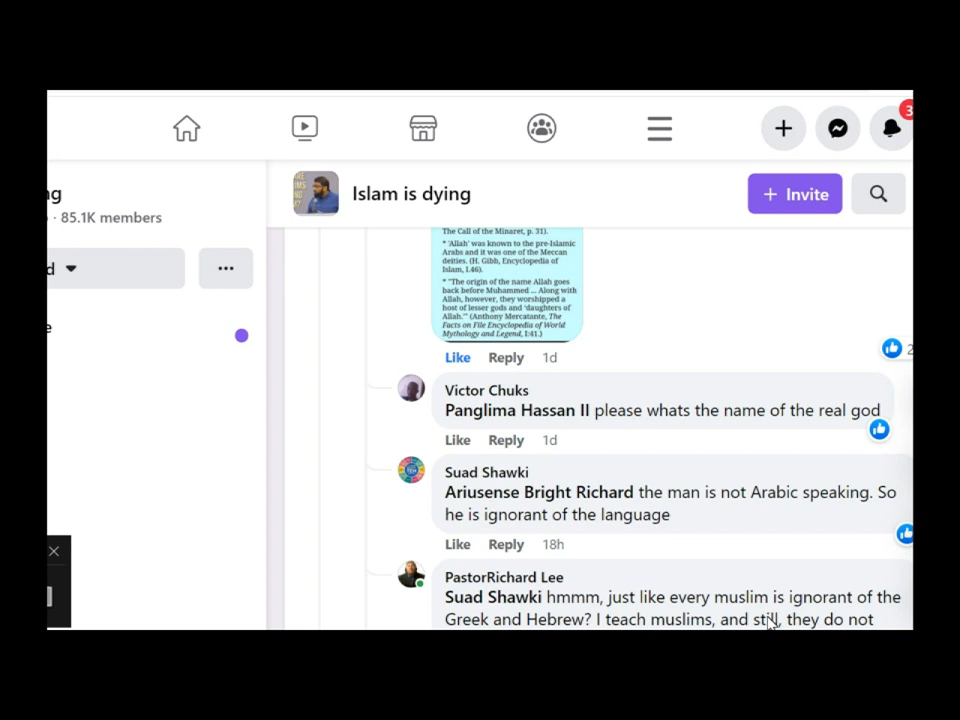 3
ng
Islam is dying
+ Invite
· 85.1K members
d
The Call of the Minaret, p. 31).
* 'Allah' was known to the pre-Islamic
Arabs and it was one of the Meccan
deities. (H. Gibb, Encyclopedia of
Islam, I.46).
* "The origin of the name Allah goes
back before Muhammed ... Along with
Allah, however, they worshipped a
host of lesser gods and 'daughters of
Allah.'" (Anthony Mercatante, The
Facts on File Encyclopedia of World
Mythology and Legend, I:41.)
e
Like Reply 1d
2
Victor Chuks
Panglima Hassan II please whats the name of the real god
Like Reply 1d
Suad Shawki
Ariusense Bright Richard the man is not Arabic speaking. So
he is ignorant of the language
Like Reply 18h
PastorRichard Lee
Suad Shawki hmmm, just like every muslim is ignorant of the
Greek and Hebrew? I teach muslims, and still, they do not